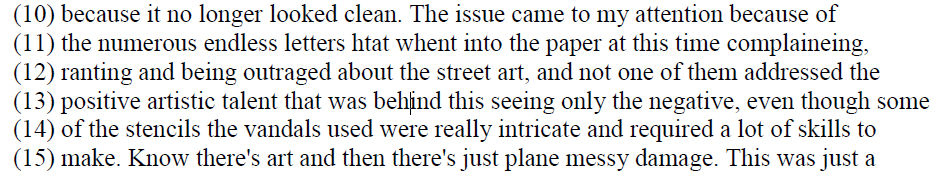 (10) because it no longer looked clean. The issue came to my attention because of
(11) the numerous endless letters htat whent into the paper at this time complaineing,
(12) ranting and being outraged about the street art, and not one of them addressed the
(13) positive artistic talent that was behind this seeing only the negative, even though some
(14) of the stencils the vandals used were really intricate and required a lot of skills to
(15) make. Know there's art and then there's just plane messy damage. This was just a